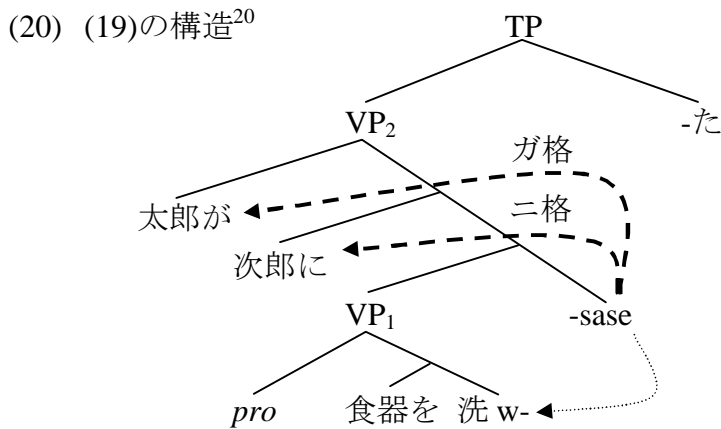 (20) (19)の構造20
TP
VP2 -た
ガ格
太郎が ニ格
次郎に
VP1 -sase
pro 食器を 洗 w-